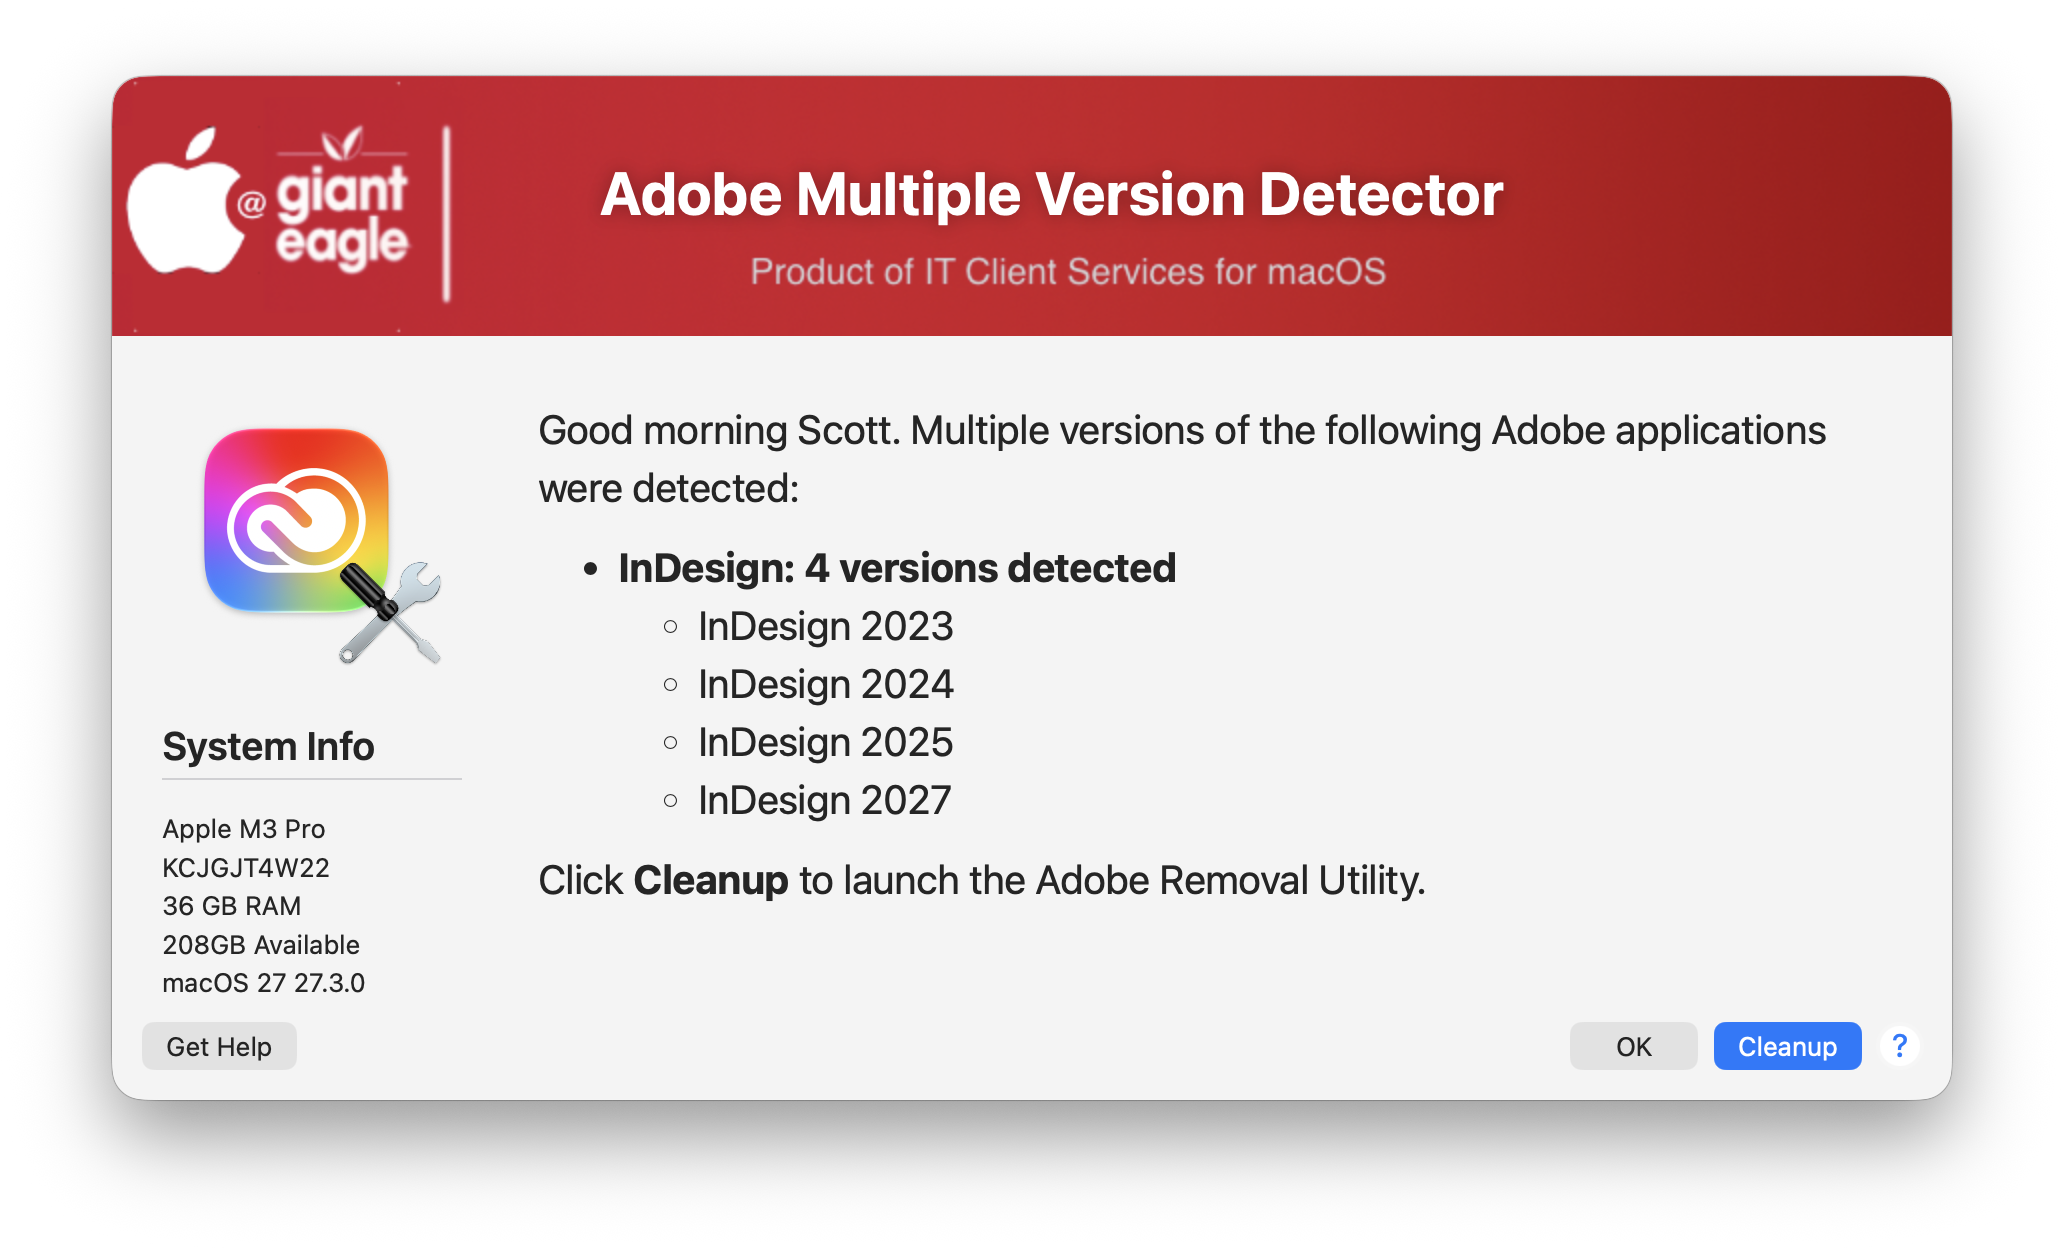 @ giant
eagle
Adobe Multiple Version Detector
Product of IT Client Services for macOS
Good morning Scott. Multiple versions of the following Adobe applications
were detected:
• InDesign: 4 versions detected
○ InDesign 2023
○ InDesign 2024
○ InDesign 2025
○ InDesign 2027
Click Cleanup to launch the Adobe Removal Utility.
System Info
Apple M3 Pro
KCJGJT4W22
36 GB RAM
208GB Available
macOS 27 27.3.0
Get Help
OK
Cleanup
?